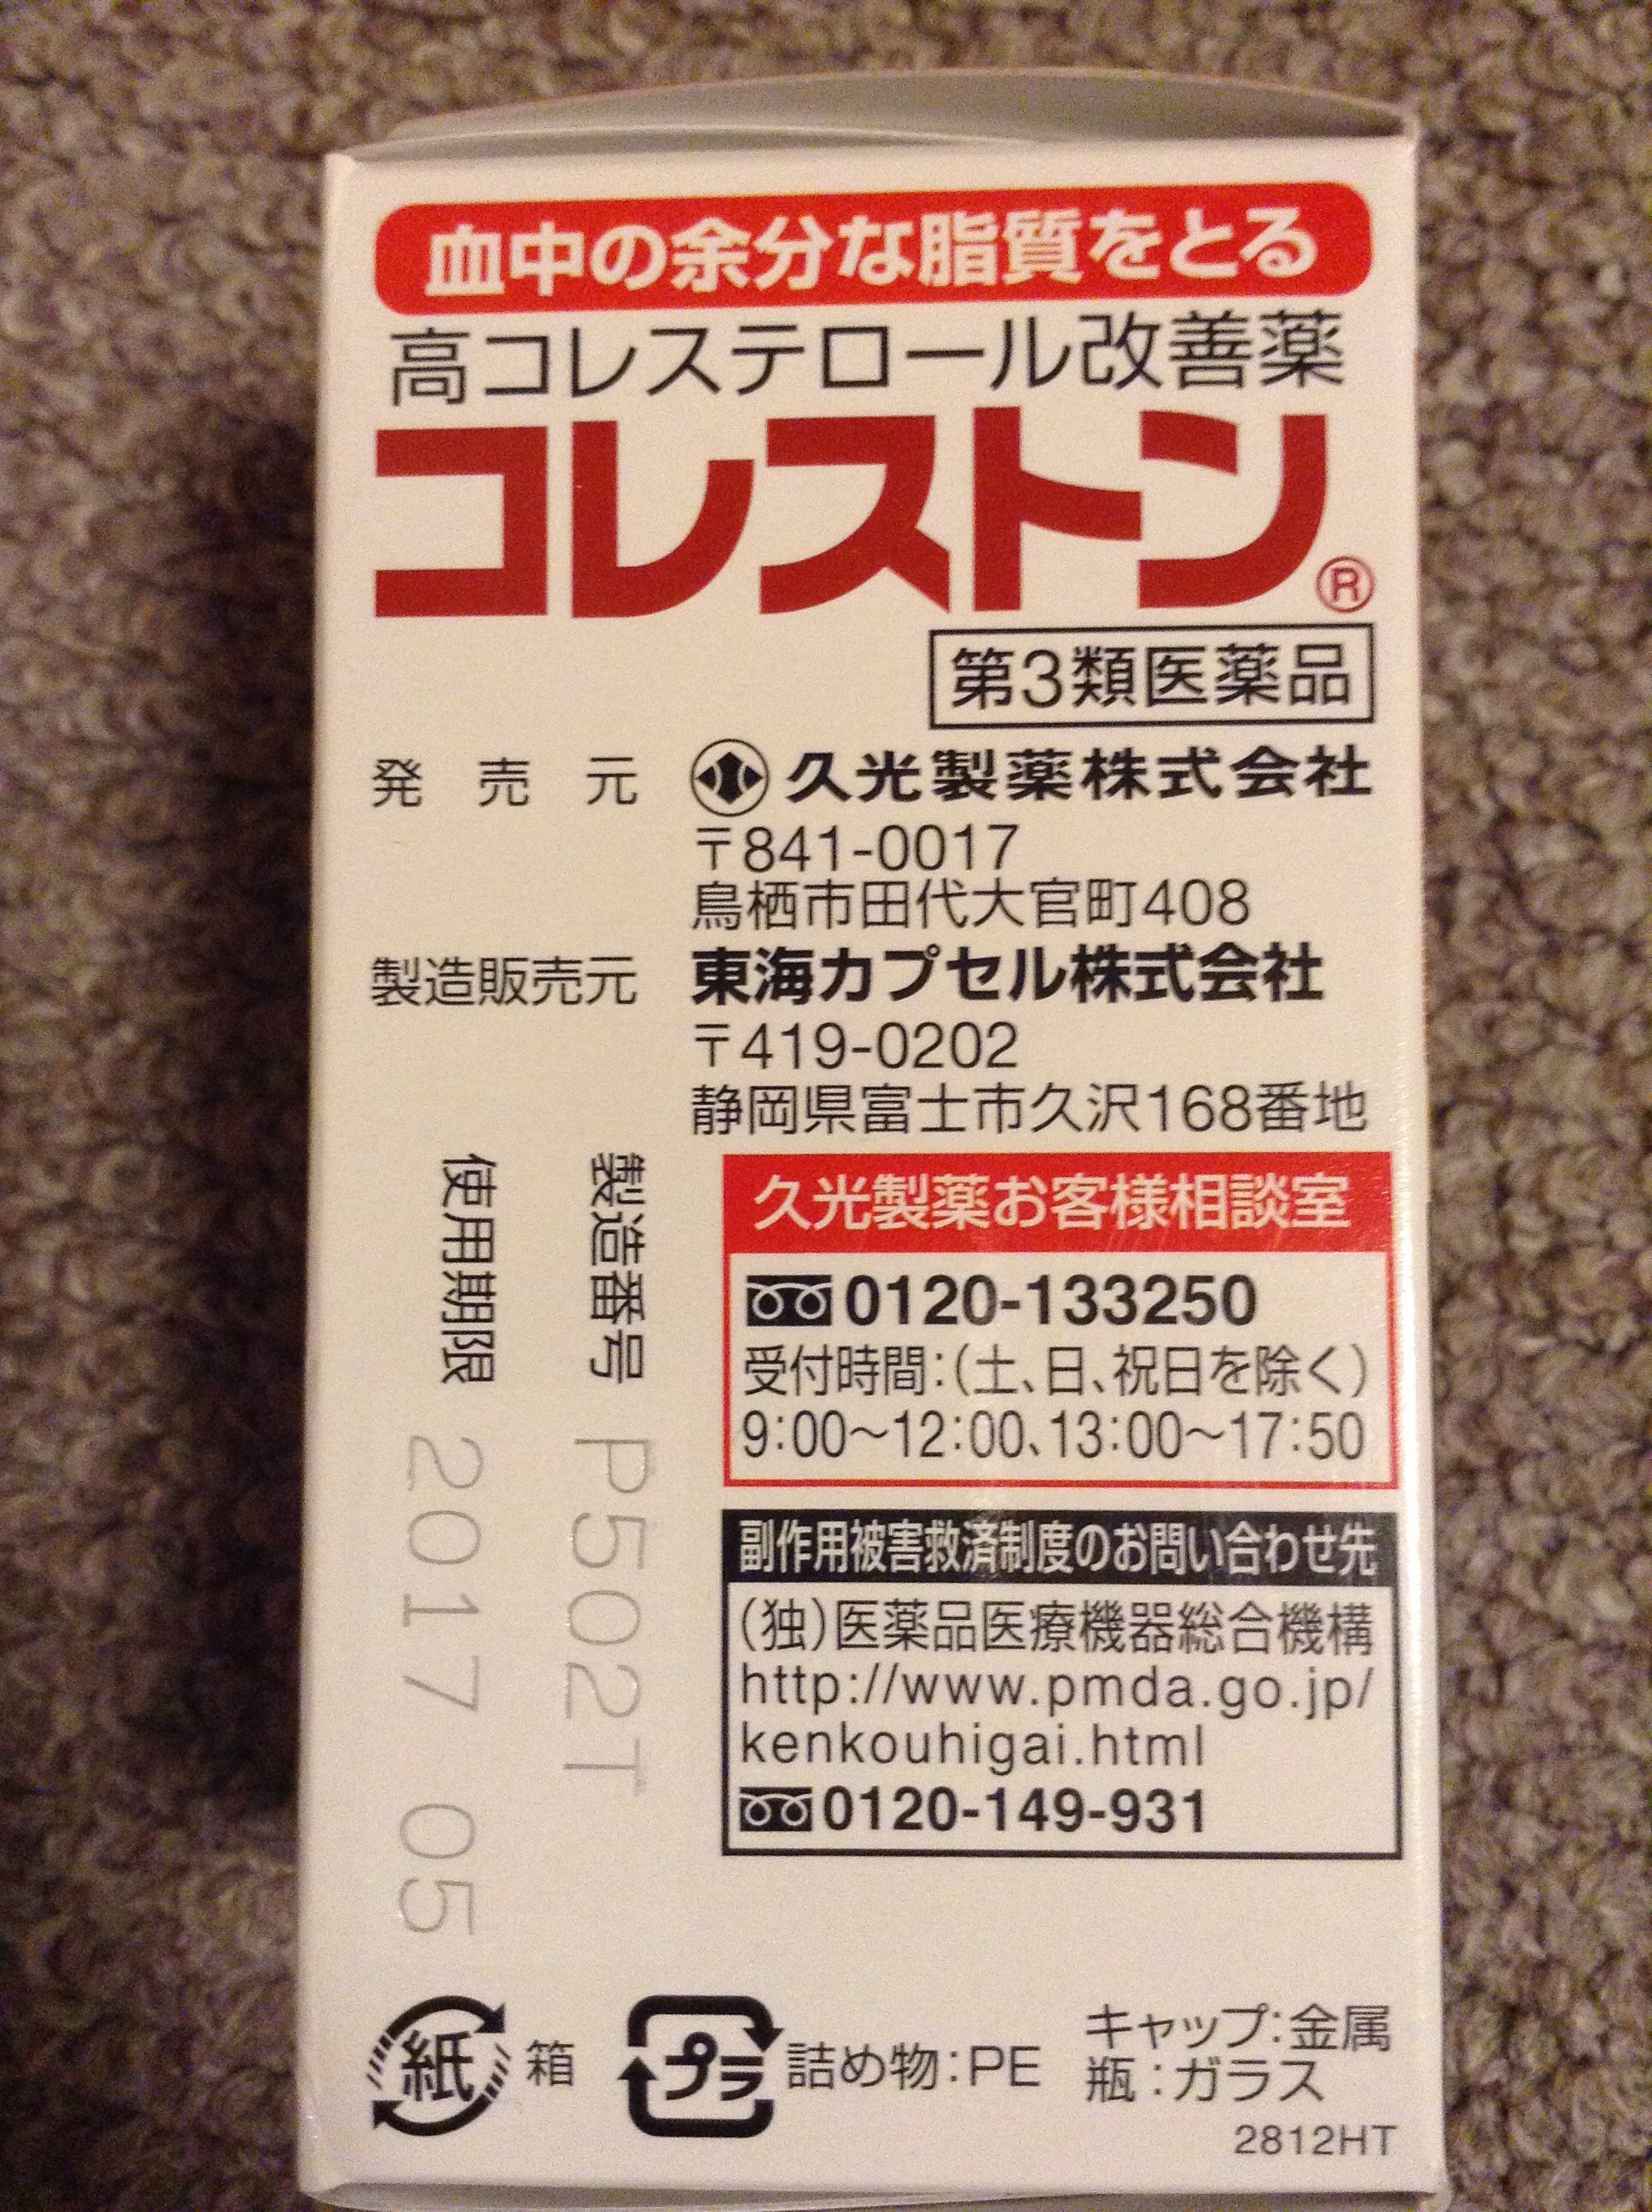 血中の余分な脂質をとる
高コレステロール改善薬
コレストン®
第3類医薬品
発売元 久光製薬株式会社
〒841-0017
鳥栖市田代大官町408
製造販売元 東海カプセル株式会社
〒419-0202
静岡県富士市久沢168番地
製造番号 P502T
使用期限 2017 05
久光製薬お客様相談室
0120-133250
受付時間:(土、日、祝日を除く)
9:00〜12:00、13:00〜17:50
副作用被害救済制度のお問い合わせ先
(独)医薬品医療機器総合機構
http://www.pmda.go.jp/
kenkouhigai.html
0120-149-931
紙 箱
プラ 詰め物:PE
キャップ:金属
瓶:ガラス
2812HT